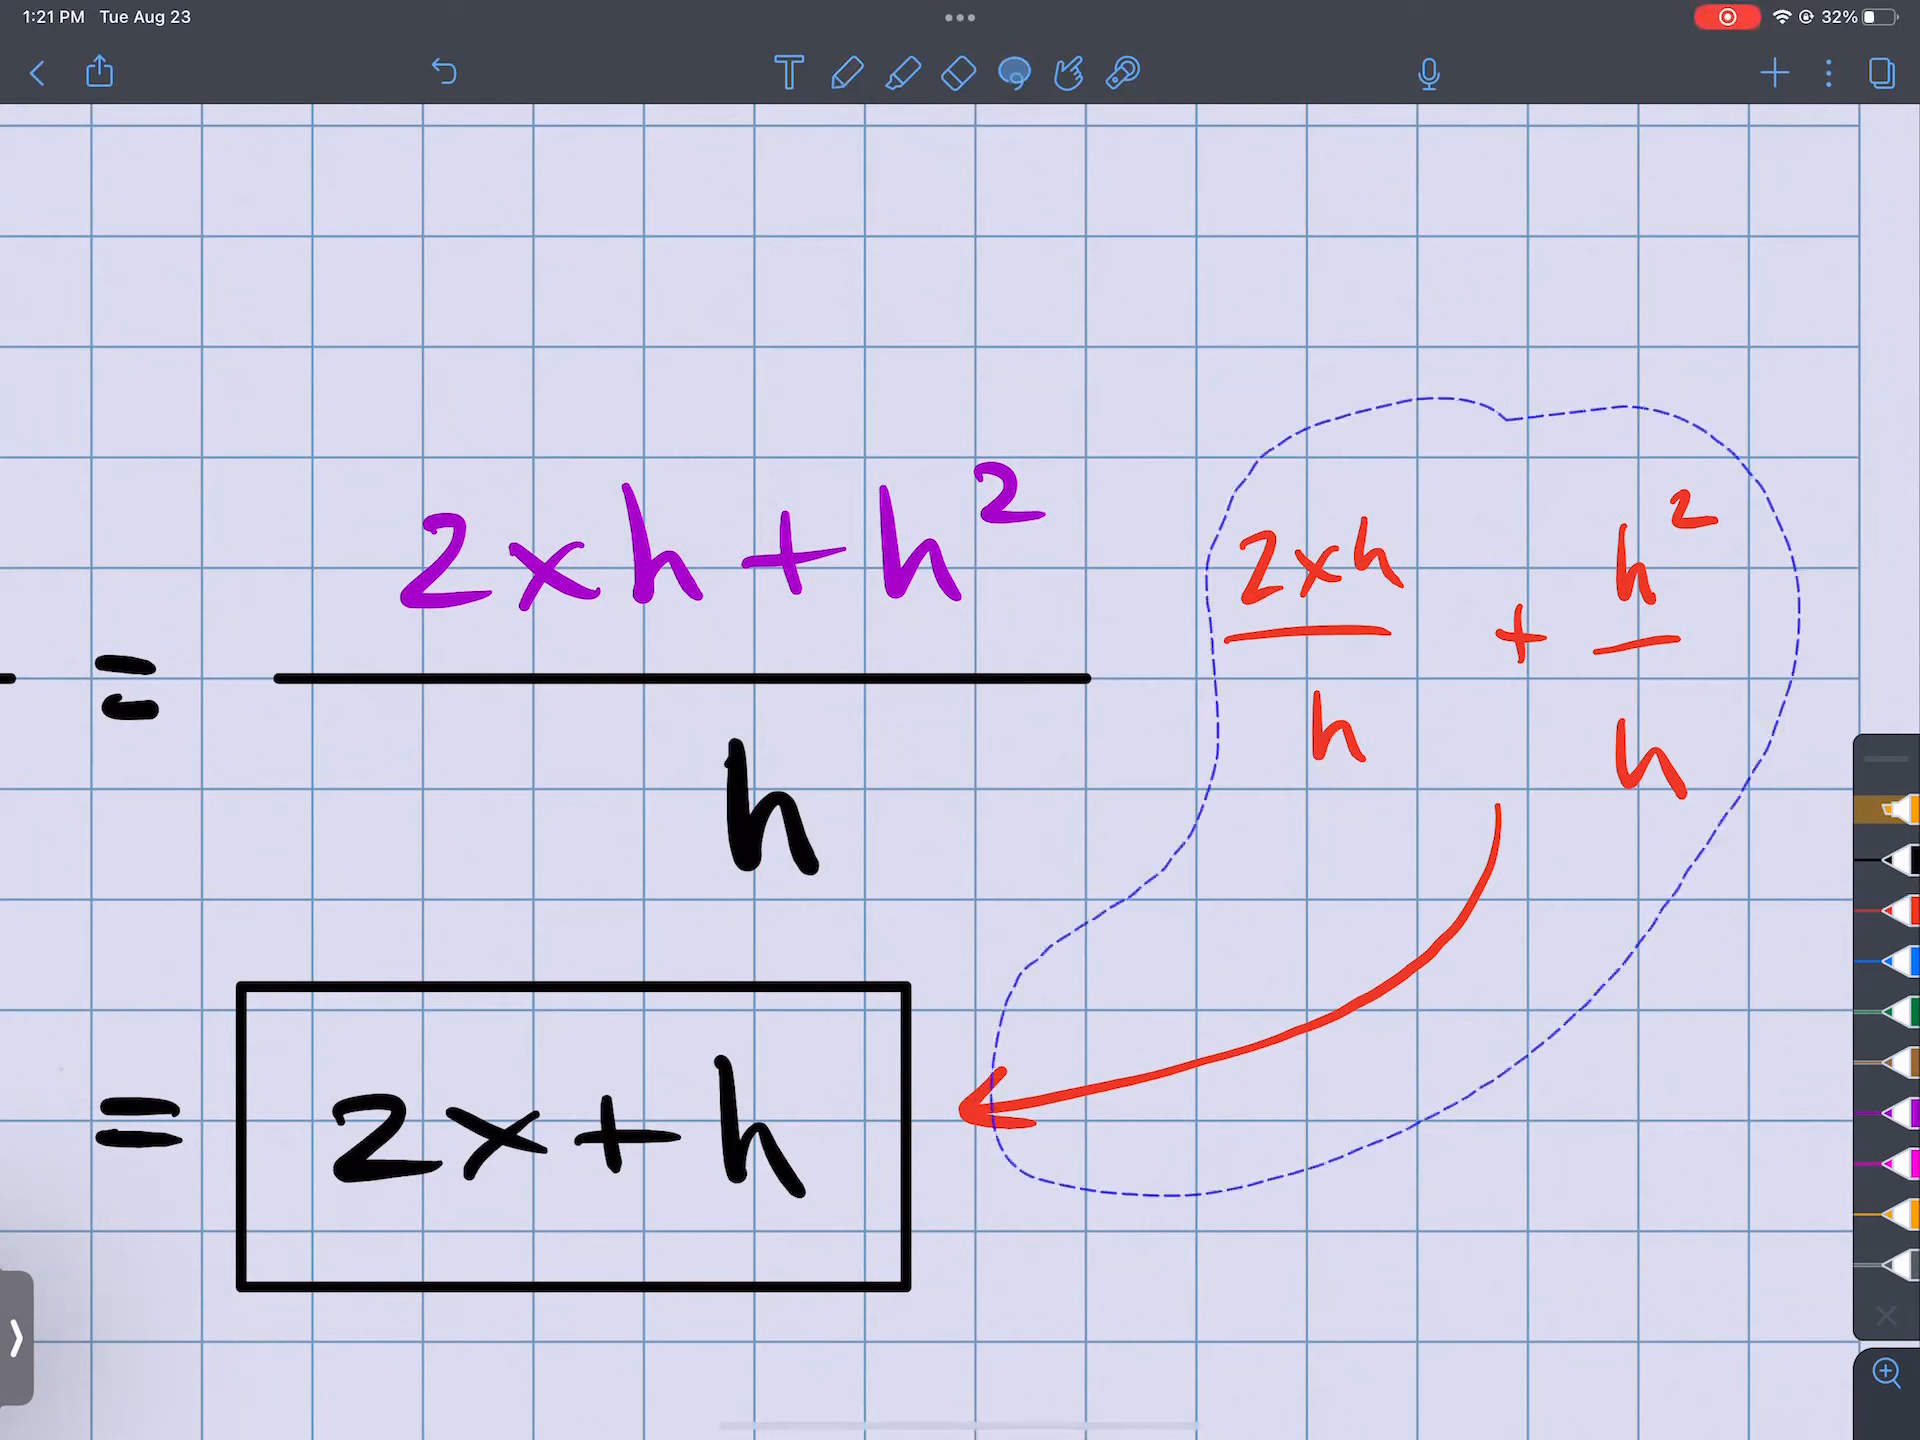 1:21 PM Tue Aug 23
32%
= (2xh + h²)/h
2xh/h + h²/h
= 2x + h